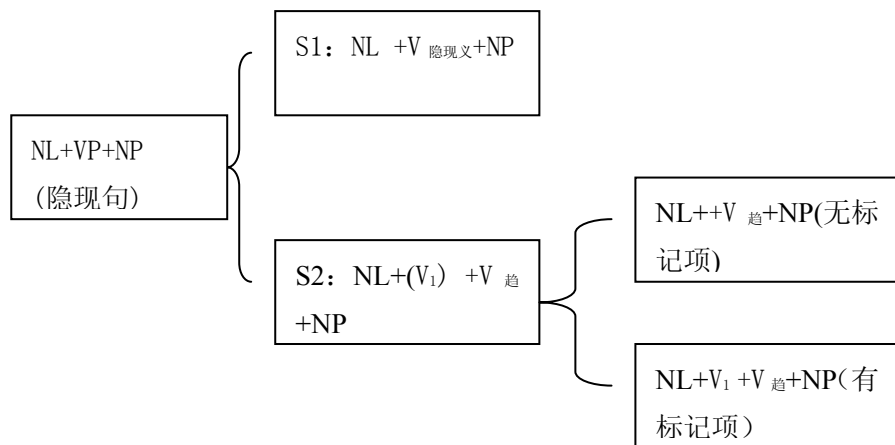 S1：NL +V 隐现义+NP
NL+VP+NP
(隐现句)
S2：NL+(V₁) +V 趋
+NP
NL++V 趋+NP(无标
记项)
NL+V₁ +V 趋+NP(有
标记项)